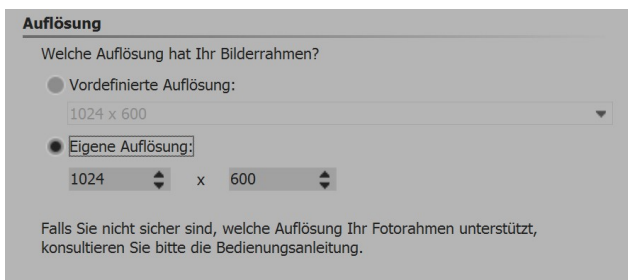 Auflösung
Welche Auflösung hat Ihr Bilderrahmen?
Vordefinierte Auflösung:
1024 x 600
Eigene Auflösung:
1024 x 600
Falls Sie nicht sicher sind, welche Auflösung Ihr Fotorahmen unterstützt,
konsultieren Sie bitte die Bedienungsanleitung.